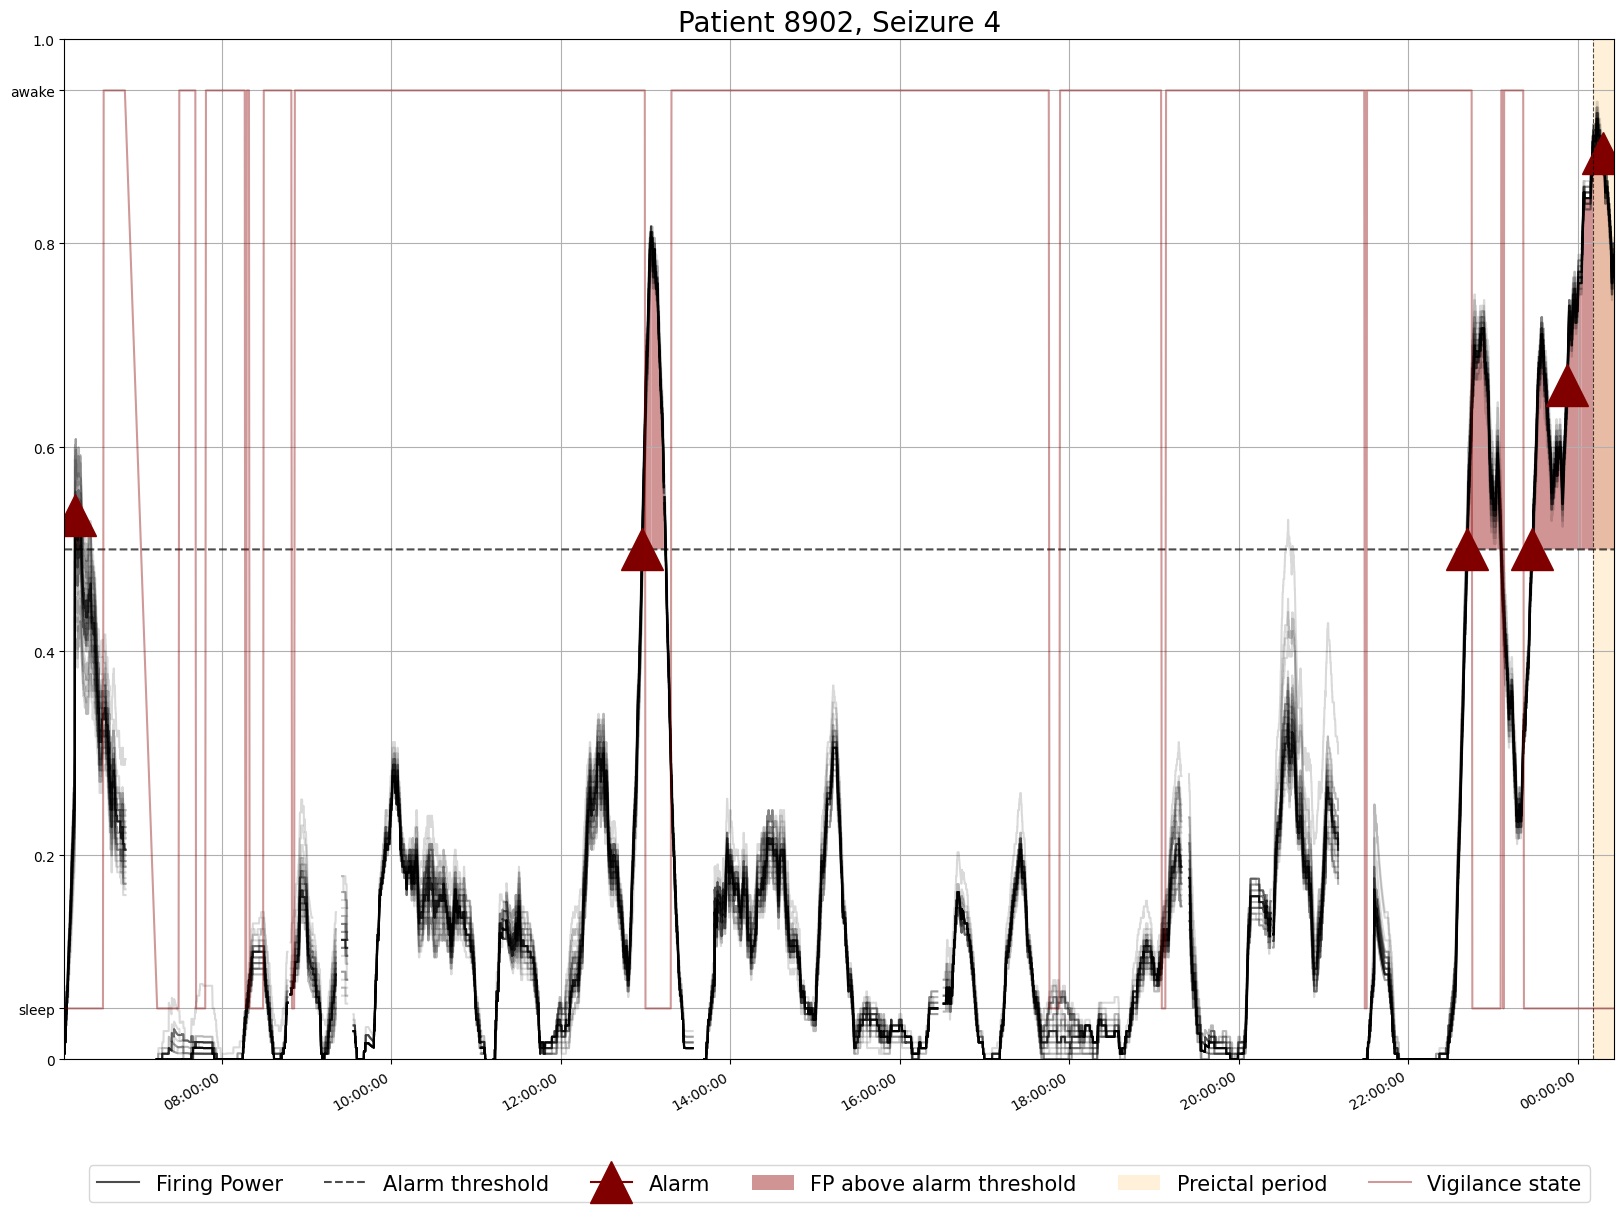 Patient 8902, Seizure 4
1.0
awake
0.8
0.6
0.4
0.2
sleep
0
08:00:00
10:00:00
12:00:00
14:00:00
16:00:00
18:00:00
20:00:00
22:00:00
00:00:00
Firing Power
Alarm threshold
Alarm
FP above alarm threshold
Preictal period
Vigilance state